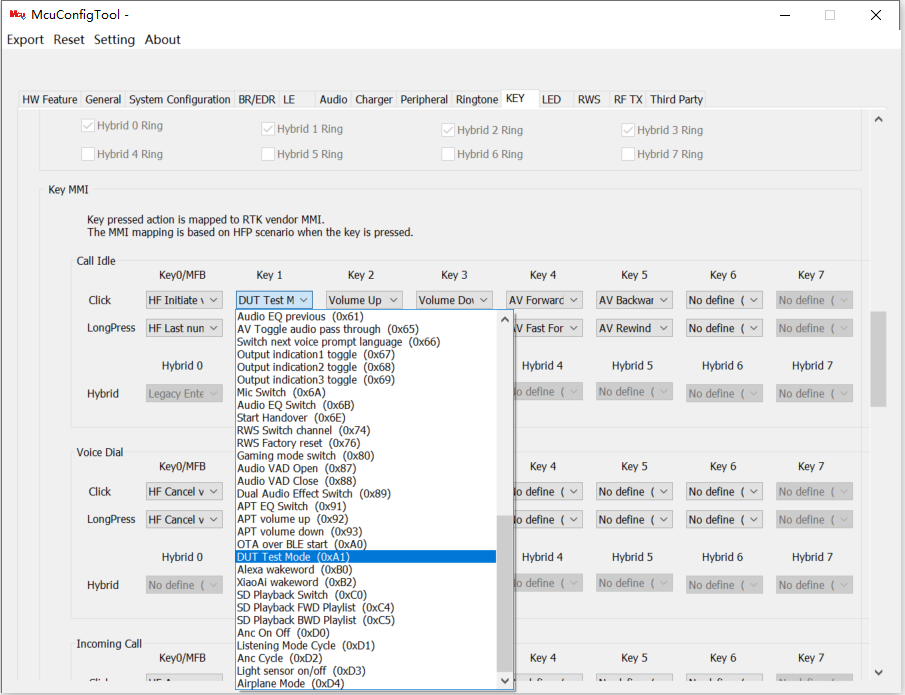 McuConfigTool -
Export Reset Setting About
HW Feature General System Configuration BR/EDR LE Audio Charger Peripheral Ringtone KEY LED RWS RF TX Third Party
Hybrid 0 Ring Hybrid 1 Ring Hybrid 2 Ring Hybrid 3 Ring
Hybrid 4 Ring Hybrid 5 Ring Hybrid 6 Ring Hybrid 7 Ring
Key MMI
Key pressed action is mapped to RTK vendor MMI.
The MMI mapping is based on HFP scenario when the key is pressed.
Call Idle
Key0/MFB Key 1 Key 2 Key 3 Key 4 Key 5 Key 6 Key 7
Click HF Initiate v DUT Test M Volume Up Volume Dov AV Forward AV Backwar No define ( No define (
LongPress HF Last num AV Fast For AV Rewind No define ( No define (
Hybrid 0 Hybrid 4 Hybrid 5 Hybrid 6 Hybrid 7
Hybrid Legacy Ente No define ( No define ( No define ( No define (
Audio EQ previous (0x61)
AV Toggle audio pass through (0x65)
Switch next voice prompt language (0x66)
Output indication1 toggle (0x67)
Output indication2 toggle (0x68)
Output indication3 toggle (0x69)
Mic Switch (0x6A)
Audio EQ Switch (0x6B)
Start Handover (0x6E)
RWS Switch channel (0x74)
RWS Factory reset (0x76)
Gaming mode switch (0x80)
Audio VAD Open (0x87)
Audio VAD Close (0x88)
Dual Audio Effect Switch (0x89)
APT EQ Switch (0x91)
APT volume up (0x92)
APT volume down (0x93)
OTA over BLE start (0xA0)
DUT Test Mode (0xA1)
Alexa wakeword (0xB0)
XiaoAi wakeword (0xB2)
SD Playback Switch (0xC0)
SD Playback FWD Playlist (0xC4)
SD Playback BWD Playlist (0xC5)
Anc On Off (0xD0)
Listening Mode Cycle (0xD1)
Anc Cycle (0xD2)
Light sensor on/off (0xD3)
Airplane Mode (0xD4)
Voice Dial
Key0/MFB Key 4 Key 5 Key 6 Key 7
Click HF Cancel v No define ( No define ( No define ( No define (
LongPress HF Cancel v No define ( No define ( No define ( No define (
Hybrid 0 Hybrid 4 Hybrid 5 Hybrid 6 Hybrid 7
Hybrid No define ( No define ( No define ( No define ( No define (
Incoming Call
Key0/MFB Key 4 Key 5 Key 6 Key 7